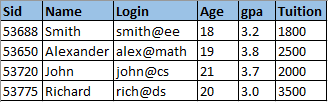 Sid Name Login Age gpa Tuition
53688 Smith smith@ee 18 3.2 1800
53650 Alexander alex@math 19 3.8 2500
53720 John john@cs 21 3.7 2000
53775 Richard rich@ds 20 3.0 3500